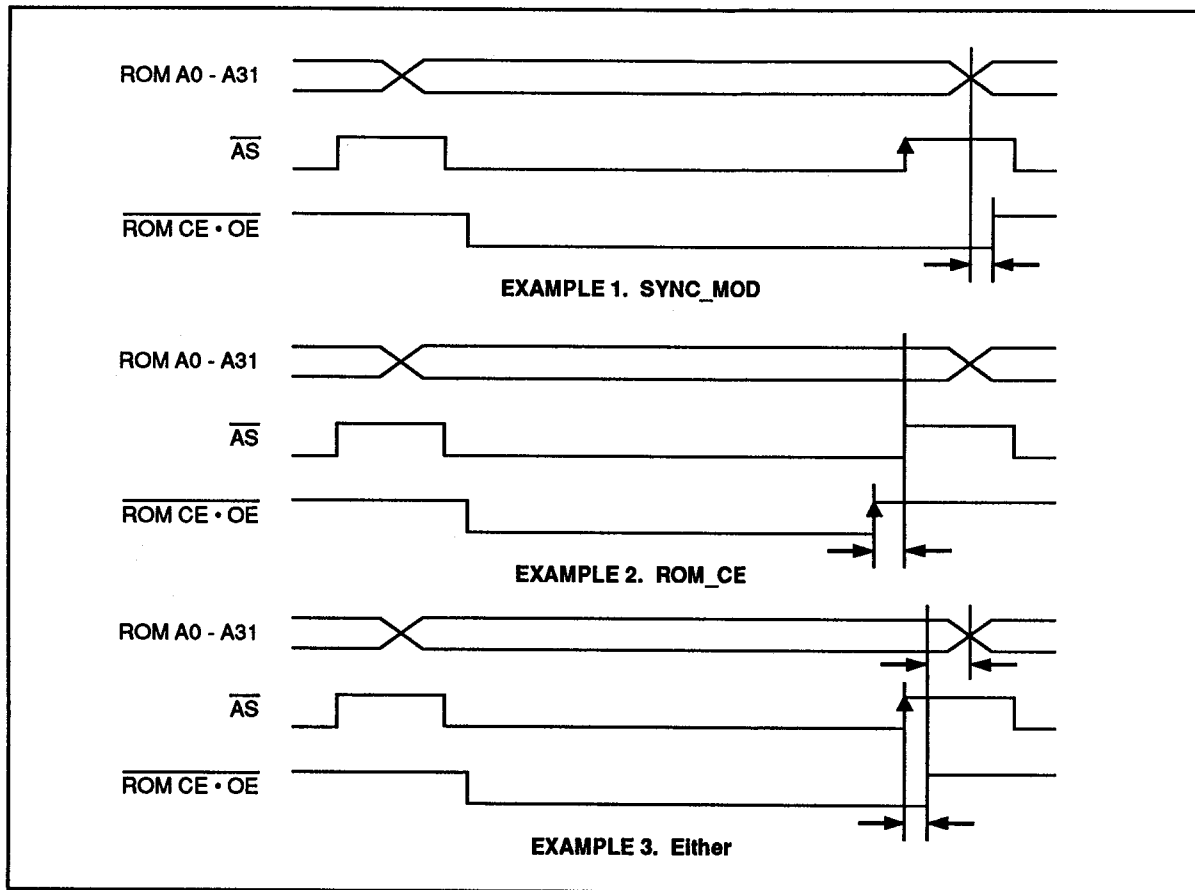 ROM A0 - A31
AS
ROM CE • OE
EXAMPLE 1. SYNC_MOD
ROM A0 - A31
AS
ROM CE • OE
EXAMPLE 2. ROM_CE
ROM A0 - A31
AS
ROM CE • OE
EXAMPLE 3. Either